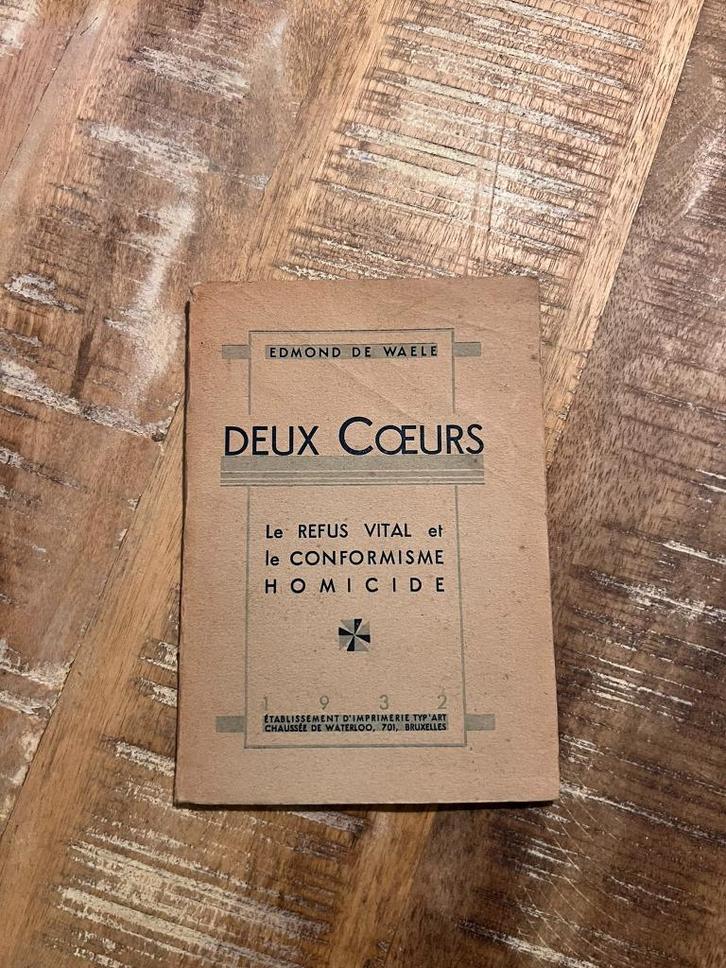 EDMOND DE WAELE
DEUX CŒURS
Le REFUS VITAL et
le CONFORMISME
HOMICIDE
1932
ÉTABLISSEMENT D'IMPRIMERIE TYP'ART
CHAUSSÉE DE WATERLOO, 701, BRUXELLES